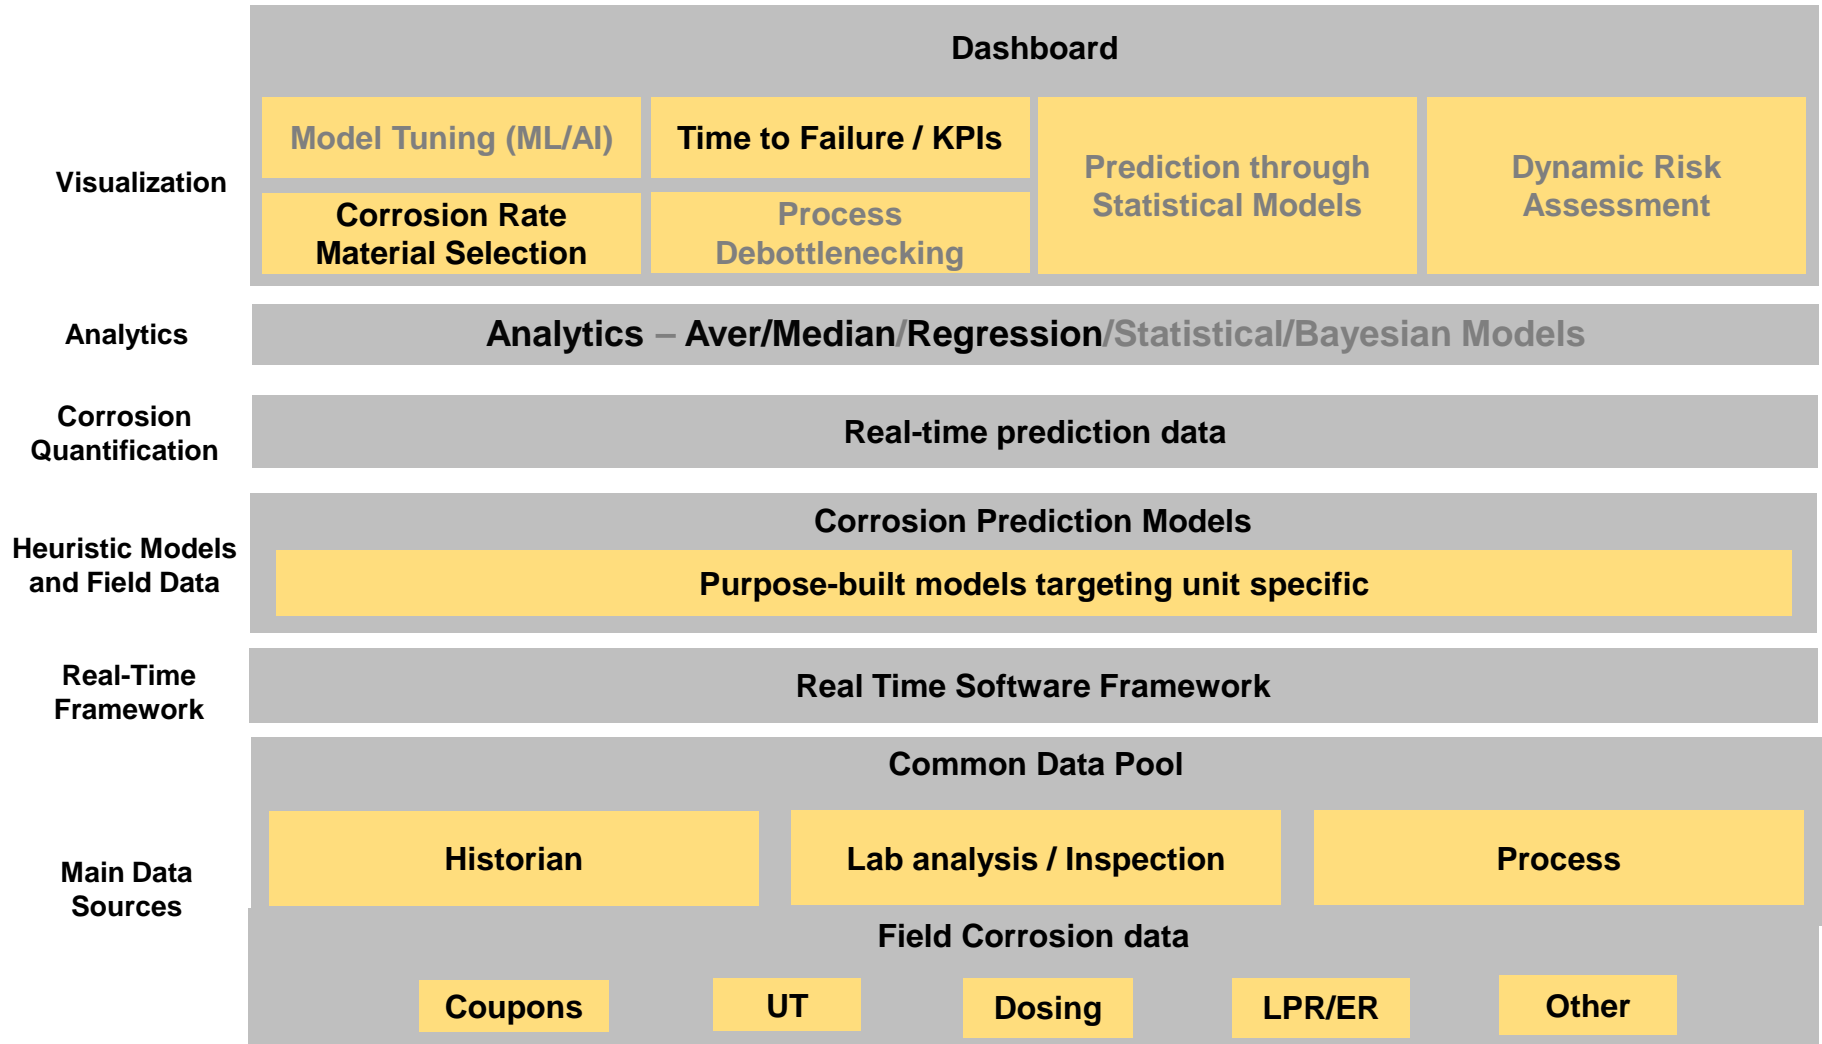 Dashboard
Model Tuning (ML/AI)
Time to Failure / KPIs
Prediction through
Statistical Models
Dynamic Risk
Assessment
Visualization
Corrosion Rate
Material Selection
Process
Debottlenecking
Analytics
Analytics – Aver/Median/Regression/Statistical/Bayesian Models
Corrosion
Quantification
Real-time prediction data
Heuristic Models
and Field Data
Corrosion Prediction Models
Purpose-built models targeting unit specific
Real-Time
Framework
Real Time Software Framework
Main Data
Sources
Common Data Pool
Historian
Lab analysis / Inspection
Process
Field Corrosion data
Coupons
UT
Dosing
LPR/ER
Other